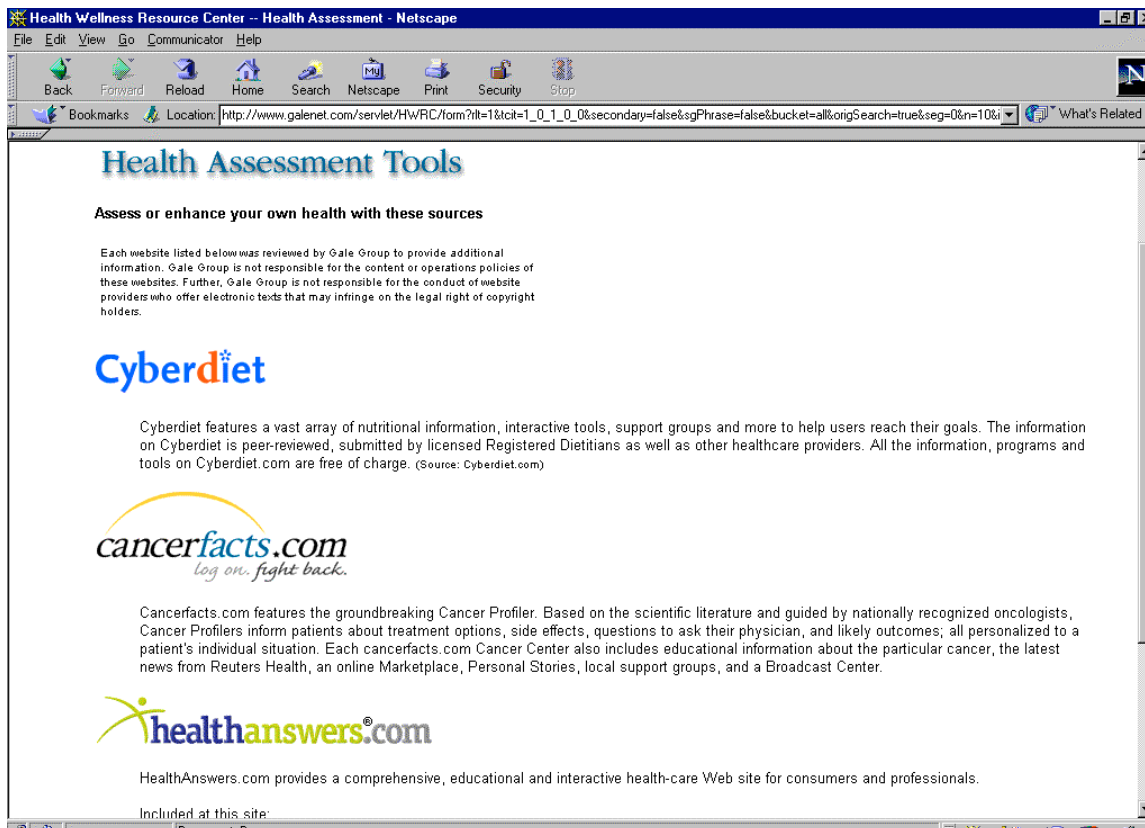 Health Wellness Resource Center -- Health Assessment - Netscape
File Edit View Go Communicator Help
My
N
Back Forward Reload Home Search Netscape Print Security Stop
Bookmarks Location: http://www.galenet.com/servlet/HWRC/form?rlt=1&tcit=1_0_1_0_0&secondary=false&sgPhrase=false&bucket=all&origSearch=true&seg=0&n=10&i What's Related
Health Assessment Tools
Assess or enhance your own health with these sources
Each website listed below was reviewed by Gale Group to provide additional
information. Gale Group is not responsible for the content or operations policies of
these websites. Further, Gale Group is not responsible for the conduct of website
providers who offer electronic texts that may infringe on the legal right of copyright
holders.
Cyberdiet
Cyberdiet features a vast array of nutritional information, interactive tools, support groups and more to help users reach their goals. The information
on Cyberdiet is peer-reviewed, submitted by licensed Registered Dietitians as well as other healthcare providers. All the information, programs and
tools on Cyberdiet.com are free of charge. (Source: Cyberdiet.com)
cancerfacts.com
log on. fight back.
Cancerfacts.com features the groundbreaking Cancer Profiler. Based on the scientific literature and guided by nationally recognized oncologists,
Cancer Profilers inform patients about treatment options, side effects, questions to ask their physician, and likely outcomes; all personalized to a
patient's individual situation. Each cancerfacts.com Cancer Center also includes educational information about the particular cancer, the latest
news from Reuters Health, an online Marketplace, Personal Stories, local support groups, and a Broadcast Center.
healthanswers®.com
HealthAnswers.com provides a comprehensive, educational and interactive health-care Web site for consumers and professionals.
Included at this site: